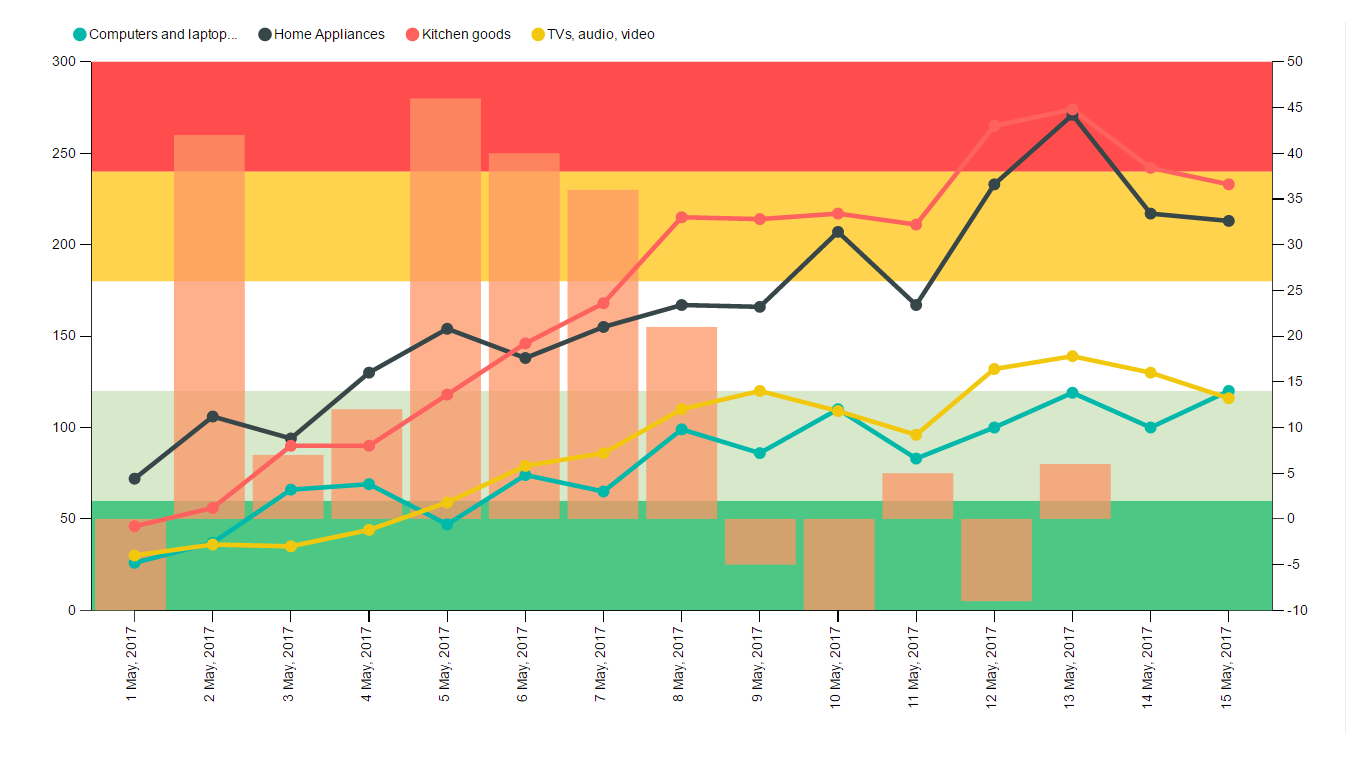 Computers and laptop... Home Appliances Kitchen goods TVs, audio, video
300 50
45
250 40
35
200 30
25
150 20
15
100 10
5
50 0
-5
0 -10
1 May, 2017
2 May, 2017
3 May, 2017
4 May, 2017
5 May, 2017
6 May, 2017
7 May, 2017
8 May, 2017
9 May, 2017
10 May, 2017
11 May, 2017
12 May, 2017
13 May, 2017
14 May, 2017
15 May, 2017